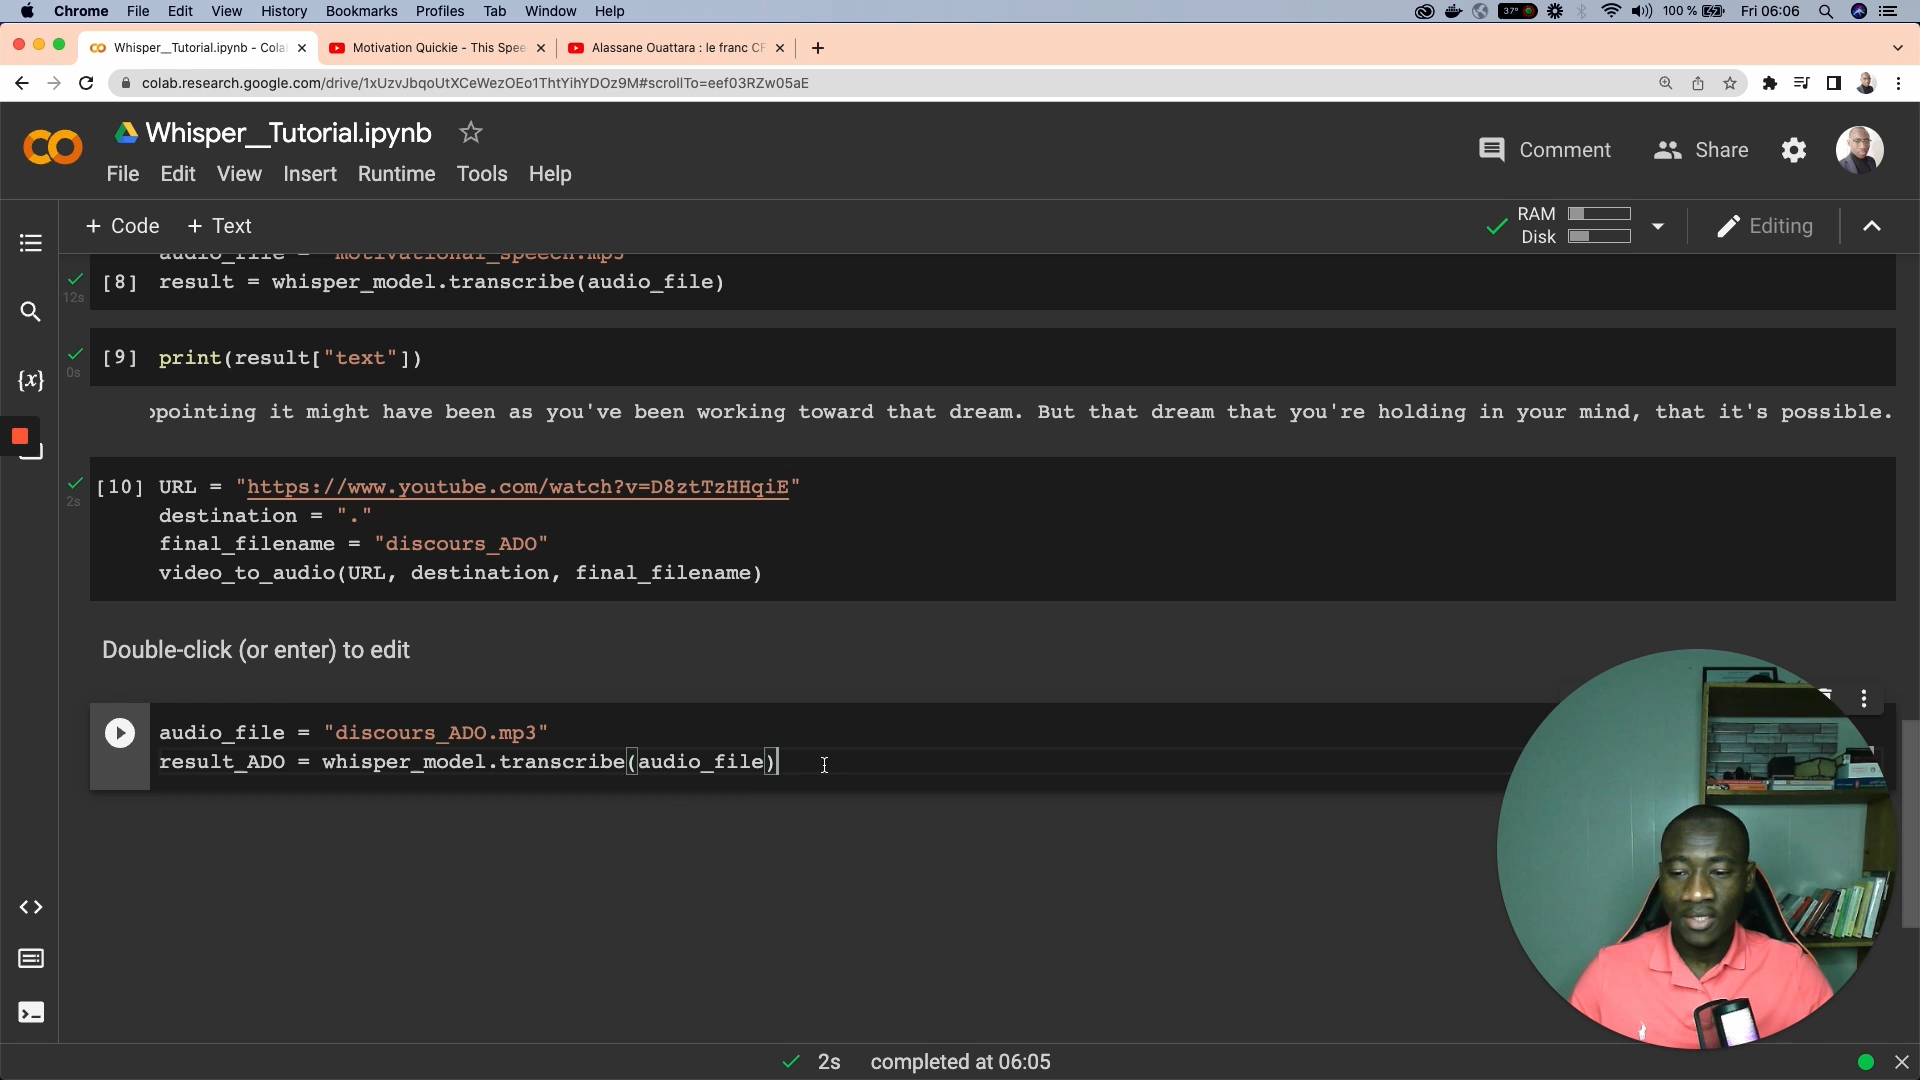 Chrome File Edit View History Bookmarks Profiles Tab Window Help 37° 100 % Fri 06:06
Whisper__Tutorial.ipynb - Cola Motivation Quickie - This Spee Alassane Ouattara : le franc CF
colab.research.google.com/drive/1xUzvJbqoUtXCeWezOEo1ThtYihYDOz9M#scrollTo=eef03RZw05aE
Whisper__Tutorial.ipynb
Comment Share
File Edit View Insert Runtime Tools Help
+ Code + Text RAM Disk Editing
audio_file = "motivational_speech.mp3"
[8] result = whisper_model.transcribe(audio_file)
12s
[9] print(result["text"])
0s
ppointing it might have been as you've been working toward that dream. But that dream that you're holding in your mind, that it's possible.
[10] URL = "https://www.youtube.com/watch?v=D8ztTzHHqiE"
2s
destination = "."
final_filename = "discours_ADO"
video_to_audio(URL, destination, final_filename)
Double-click (or enter) to edit
audio_file = "discours_ADO.mp3"
result_ADO = whisper_model.transcribe(audio_file)
2s completed at 06:05